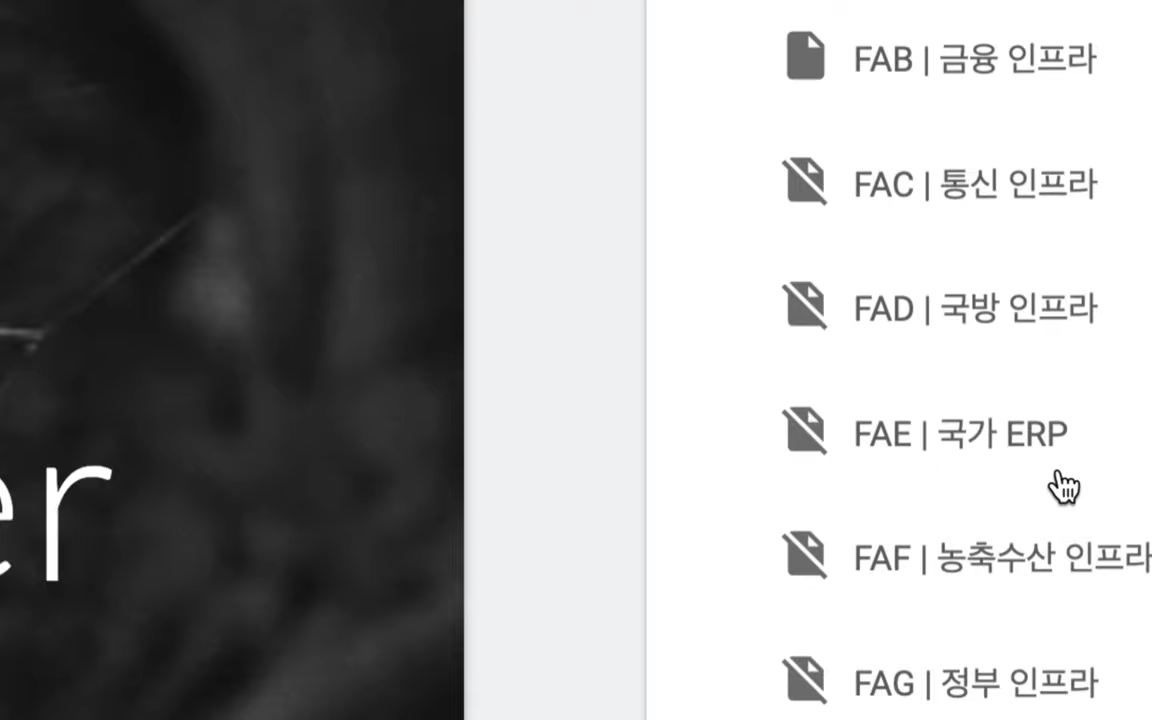 er
FAB | 금융 인프라
FAC | 통신 인프라
FAD | 국방 인프라
FAE | 국가 ERP
FAF | 농축수산 인프라
FAG | 정부 인프라